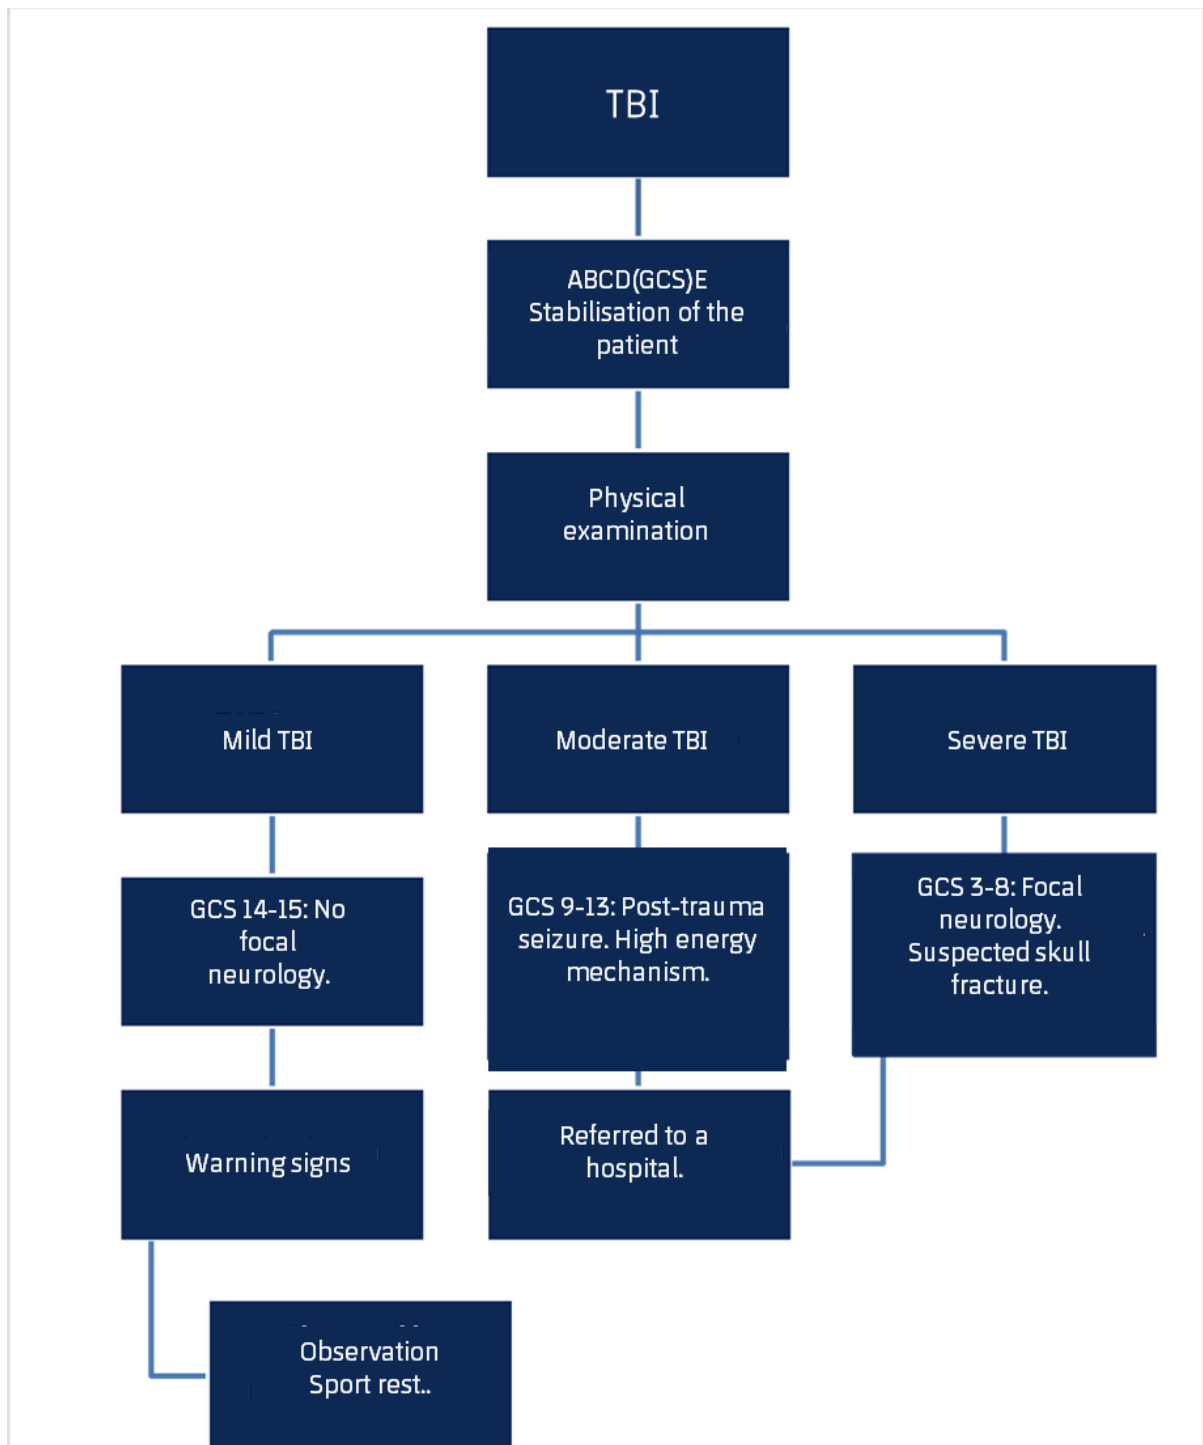 TBI
ABCD(GCS)E
Stabilisation of the
patient
Physical
examination
Mild TBI
Moderate TBI
Severe TBI
GCS 14-15: No
focal
neurology.
GCS 9-13: Post-trauma
seizure. High energy
mechanism.
GCS 3-8: Focal
neurology.
Suspected skull
fracture.
Warning signs
Referred to a
hospital.
Observation
Sport rest..